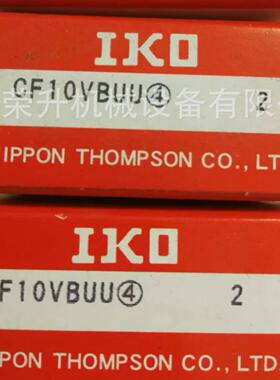 IKO
CF10VBUU④ 2
荣升机械设备有限
IPPON THOMPSON CO., LT
IKO
F10VBUU④ 2
PPON THOMPSON CO., LTD.